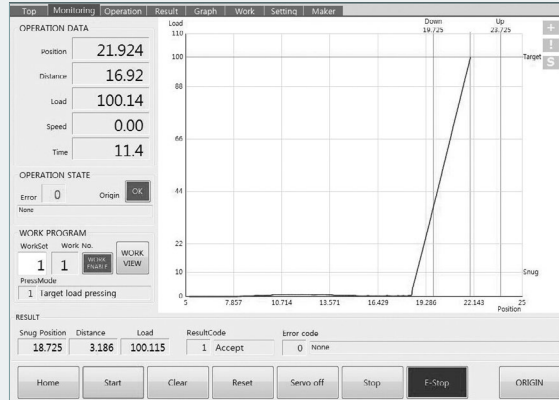 Top Monitoring Operation Result Graph Work Setting Maker
OPERATION DATA
Position 21.924
Distance 16.92
Load 100.14
Speed 0.00
Time 11.4
OPERATION STATE
Error 0 Origin OK
None
WORK PROGRAM
WorkSet Work No.
1 1 WORK ENABLE WORK VIEW
PressMode
1 Target load pressing
Load
Down Up
19.725 23.725
110
100 Target
88
66
44
22
10 Snug
0
5 7.857 10.714 13.571 16.429 19.286 22.143 25
Position
+
!
S
RESULT
Snug Position Distance Load ResultCode Error code
18.725 3.186 100.115 1 Accept 0 None
Home Start Clear Reset Servo off Stop E-Stop ORIGIN